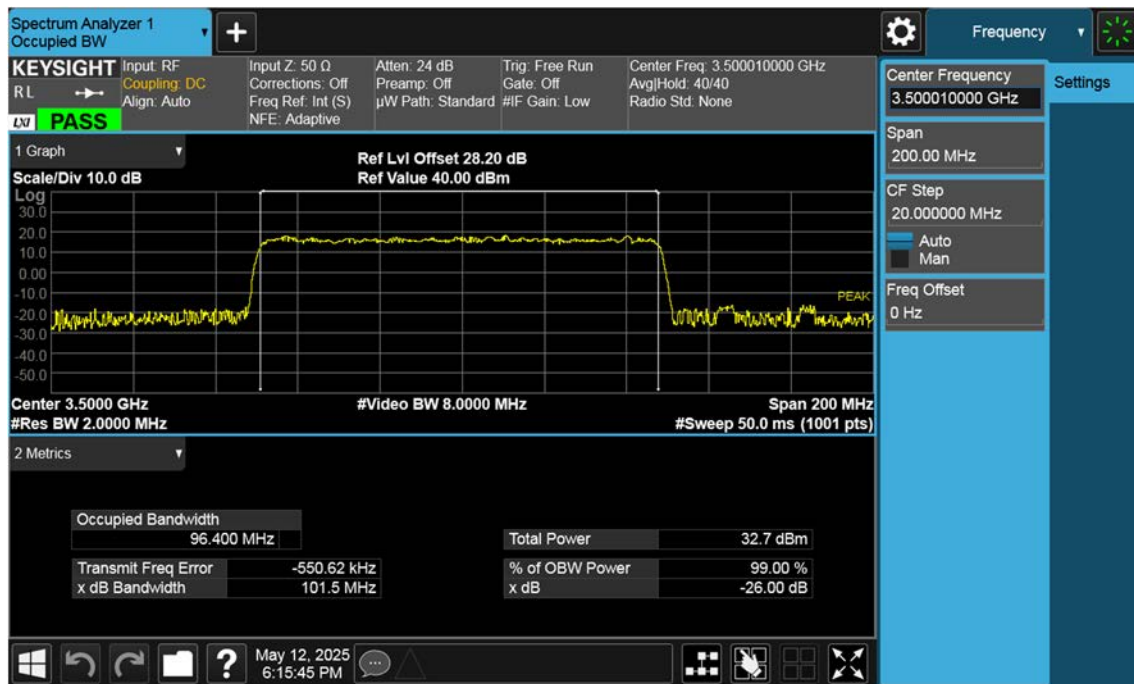 Spectrum Analyzer 1
Occupied BW
+
Frequency
KEYSIGHT
RL
LXI PASS
Input: RF
Coupling: DC
Align: Auto
Input Z: 50 Ω
Corrections: Off
Freq Ref: Int (S)
NFE: Adaptive
Atten: 24 dB
Preamp: Off
µW Path: Standard
Trig: Free Run
Gate: Off
#IF Gain: Low
Center Freq: 3.500010000 GHz
Avg|Hold: 40/40
Radio Std: None
Center Frequency
3.500010000 GHz
Settings
Span
200.00 MHz
CF Step
20.000000 MHz
Auto
Man
Freq Offset
0 Hz
1 Graph
Scale/Div 10.0 dB
Ref Lvl Offset 28.20 dB
Ref Value 40.00 dBm
Log
30.0
20.0
10.0
0.00
-10.0
-20.0
-30.0
-40.0
-50.0
PEAK
Center 3.5000 GHz
#Video BW 8.0000 MHz
Span 200 MHz
#Res BW 2.0000 MHz
#Sweep 50.0 ms (1001 pts)
2 Metrics
Occupied Bandwidth
96.400 MHz
Total Power 32.7 dBm
Transmit Freq Error -550.62 kHz
% of OBW Power 99.00 %
x dB Bandwidth 101.5 MHz
x dB -26.00 dB
?
May 12, 2025
6:15:45 PM